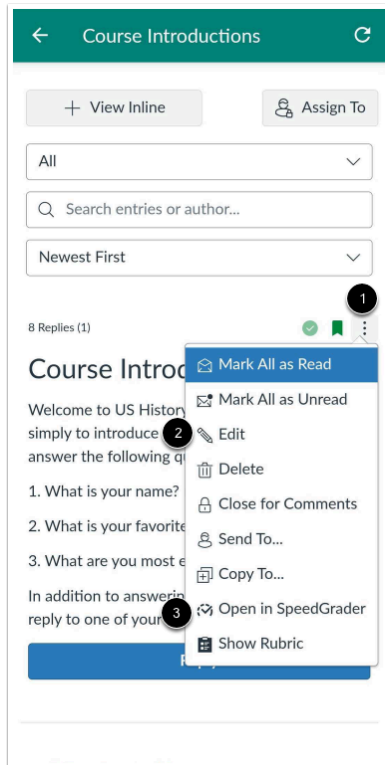 Course Introductions
+ View Inline
Assign To
All
Search entries or author...
Newest First
1
8 Replies (1)
Course Introd
Mark All as Read
Welcome to US History
Mark All as Unread
simply to introduce
2
Edit
answer the following q
Delete
1. What is your name?
Close for Comments
2. What is your favorite
Send To...
3. What are you most e
Copy To...
In addition to answerin
3
Open in SpeedGrader
reply to one of your
Show Rubric